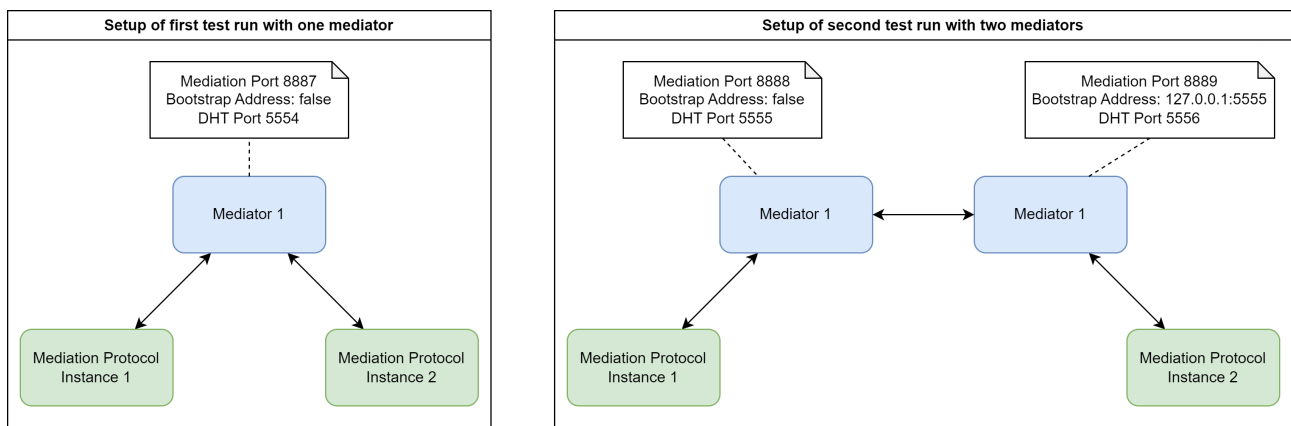 Setup of first test run with one mediator
Mediation Port 8887
Bootstrap Address: false
DHT Port 5554
Mediator 1
Mediation Protocol
Instance 1
Mediation Protocol
Instance 2
Setup of second test run with two mediators
Mediation Port 8888
Bootstrap Address: false
DHT Port 5555
Mediation Port 8889
Bootstrap Address: 127.0.0.1:5555
DHT Port 5556
Mediator 1
Mediator 1
Mediation Protocol
Instance 1
Mediation Protocol
Instance 2